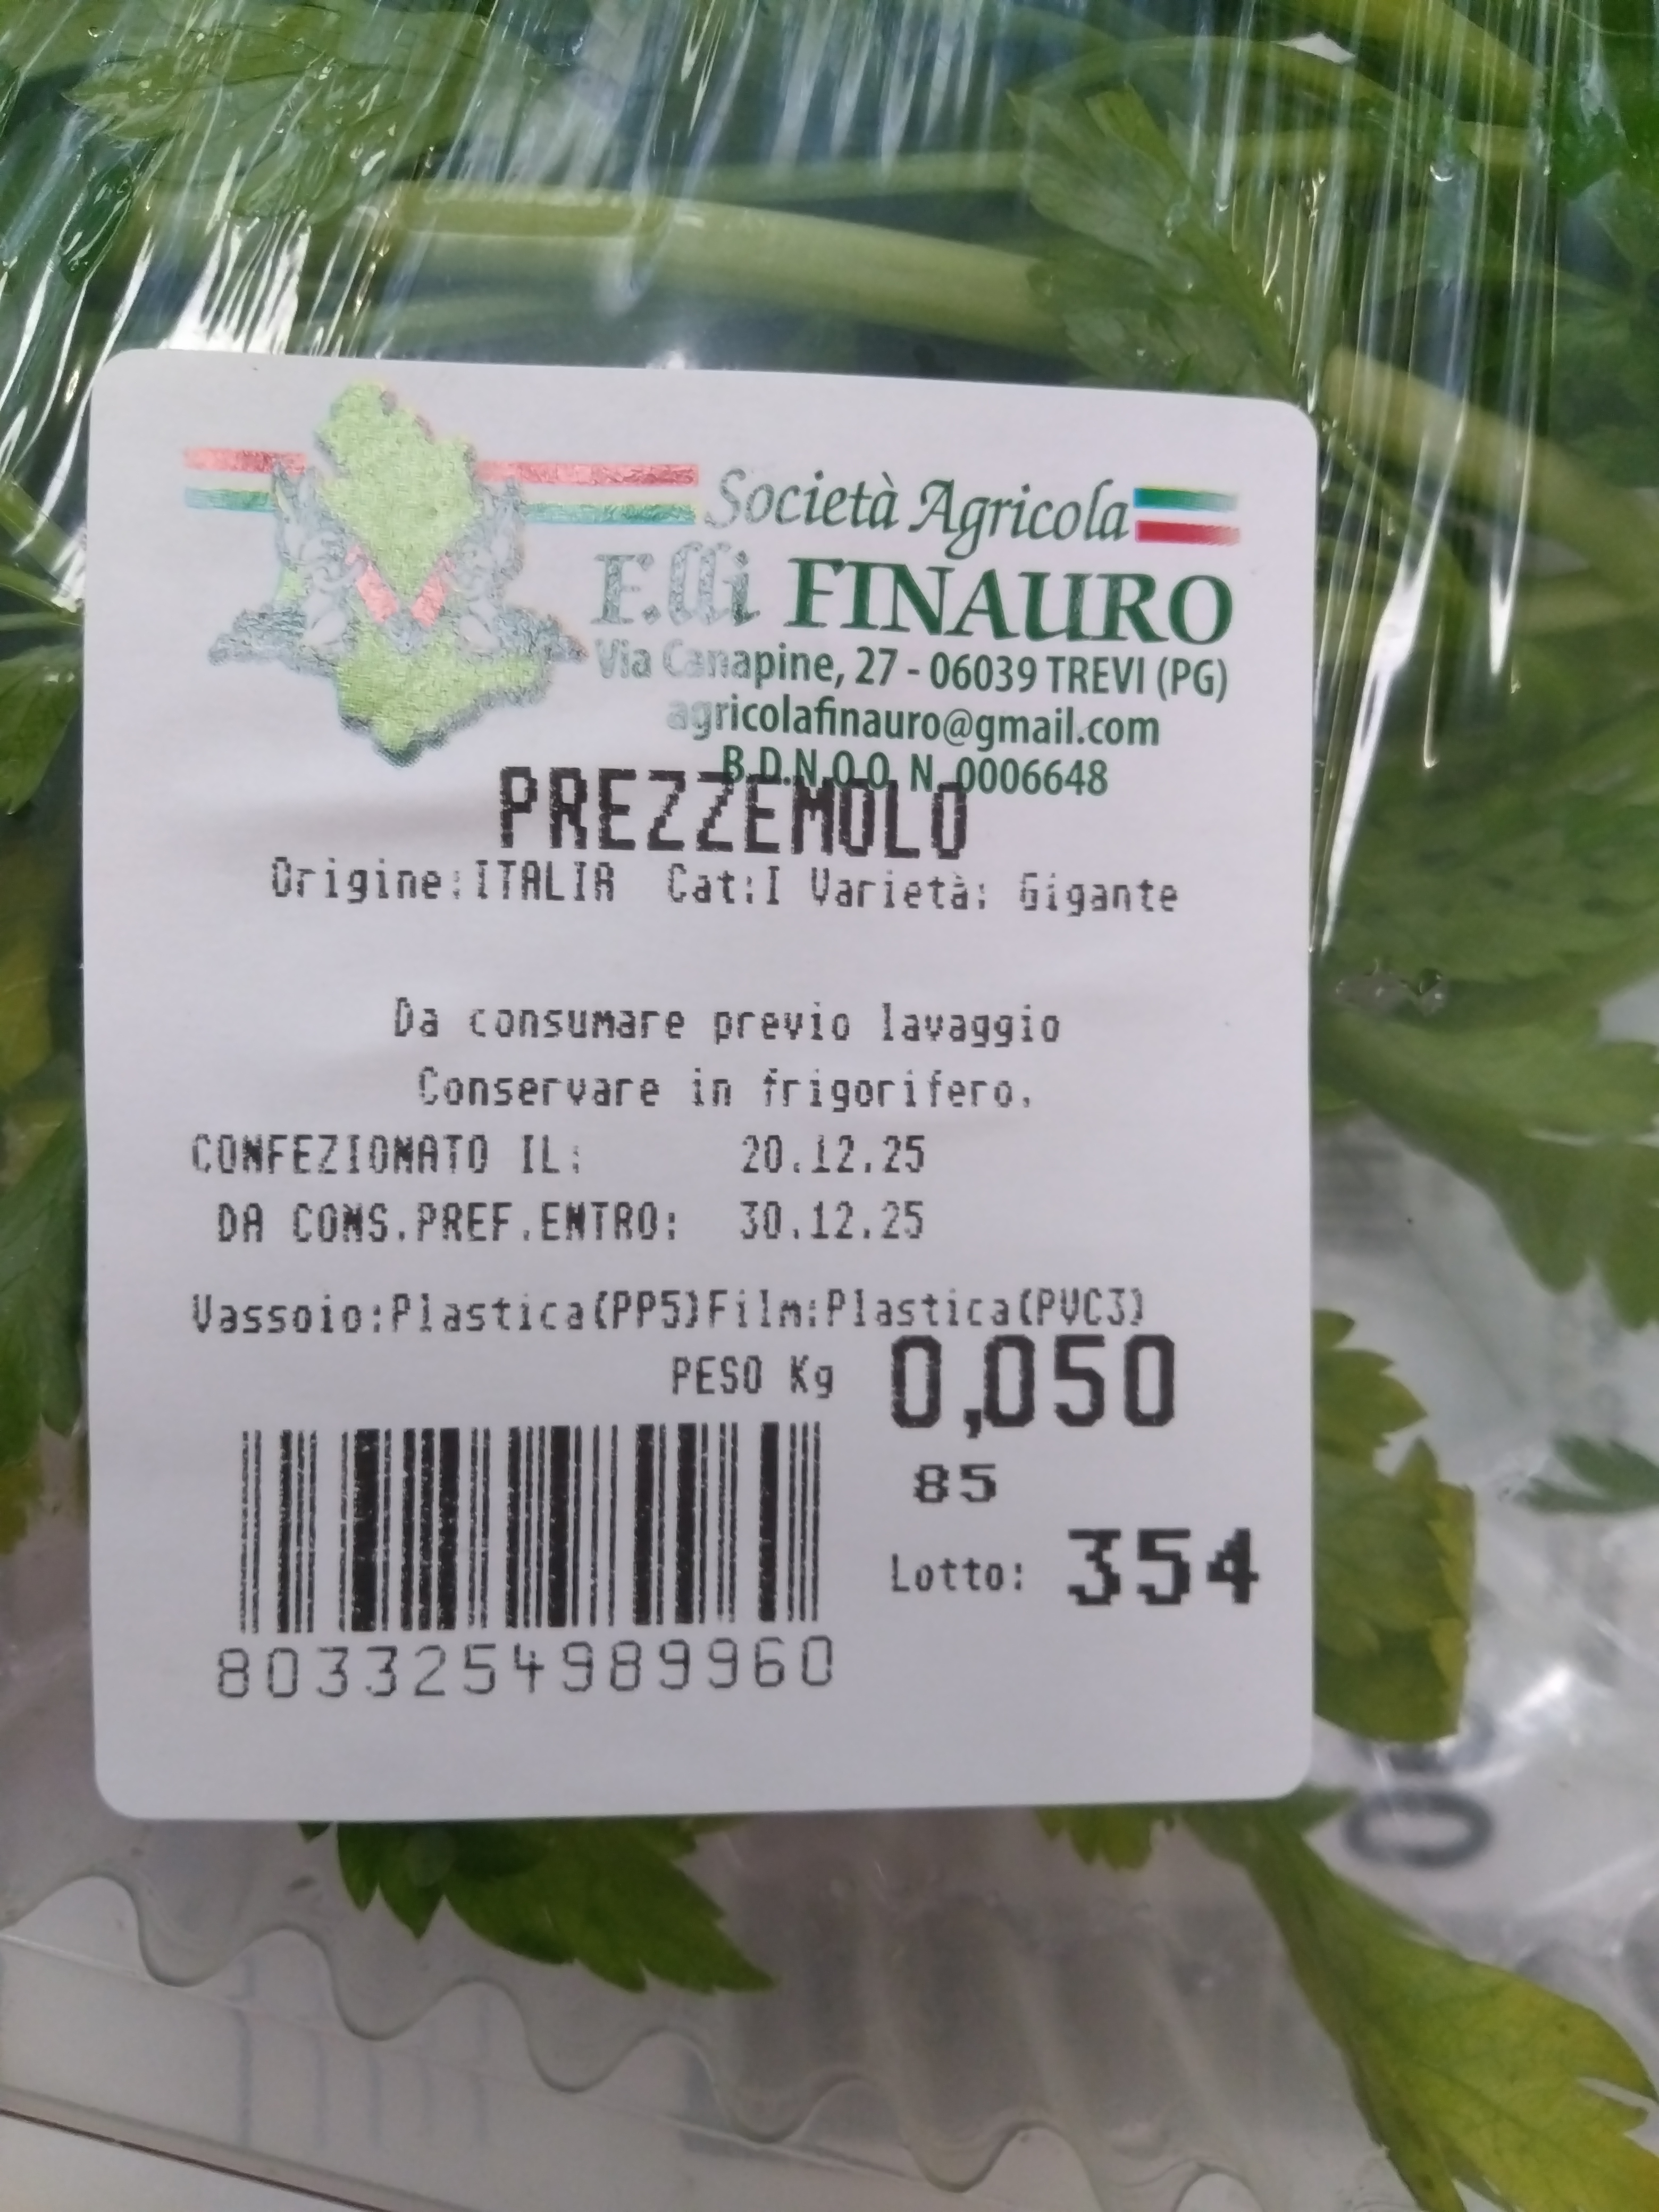 Società Agricola
F.lli FINAURO
Via Canapine, 27 - 06039 TREVI (PG)
agricolafinauro@gmail.com
B.D.N.O.O. N. 0006648
PREZZEMOLO
Origine:ITALIA Cat:I Varietà: Gigante
Da consumare previo lavaggio
Conservare in frigorifero.
CONFEZIONATO IL: 20.12.25
DA CONS.PREF.ENTRO: 30.12.25
Vassoio:Plastica(PP5)Film:Plastica(PVC3)
PESO Kg 0,050
85
Lotto: 354
8033254989960